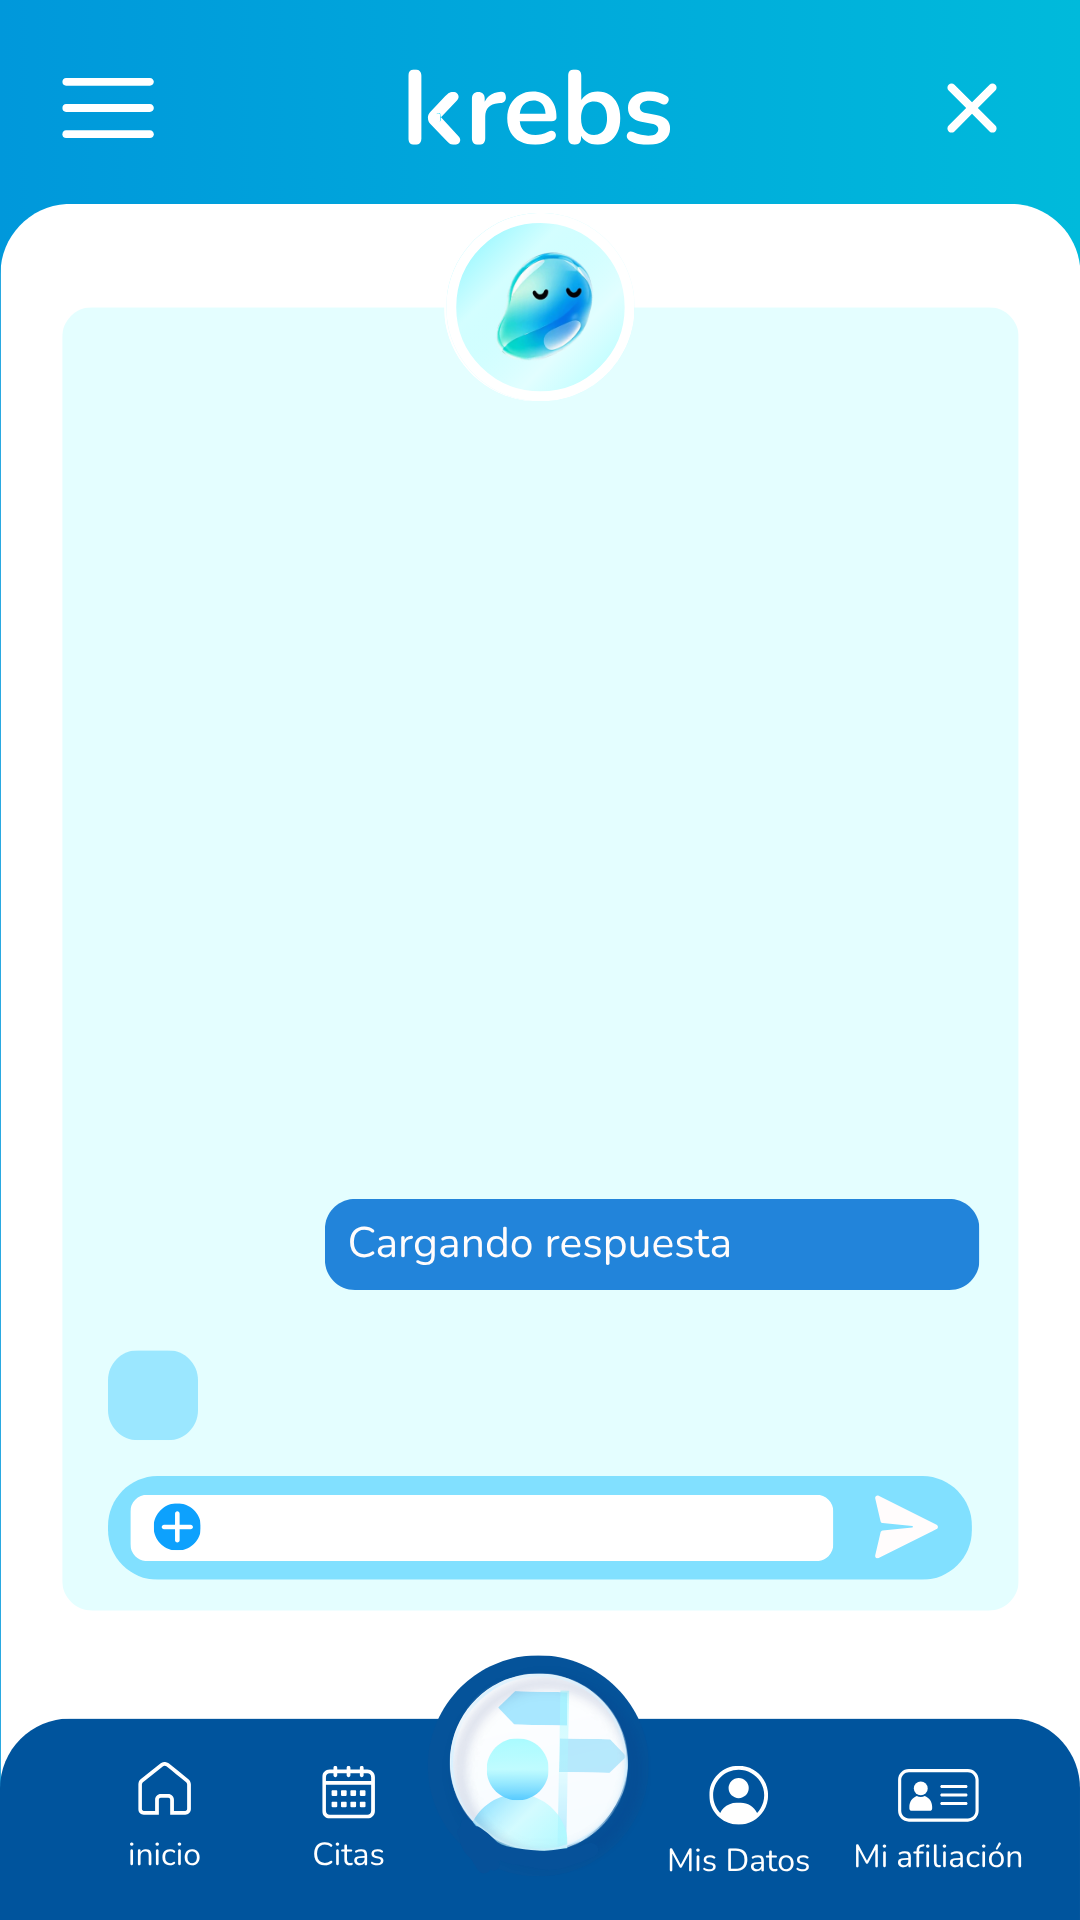 krebs
Cargando respuesta
inicio
Citas
Mis Datos
Mi afiliación